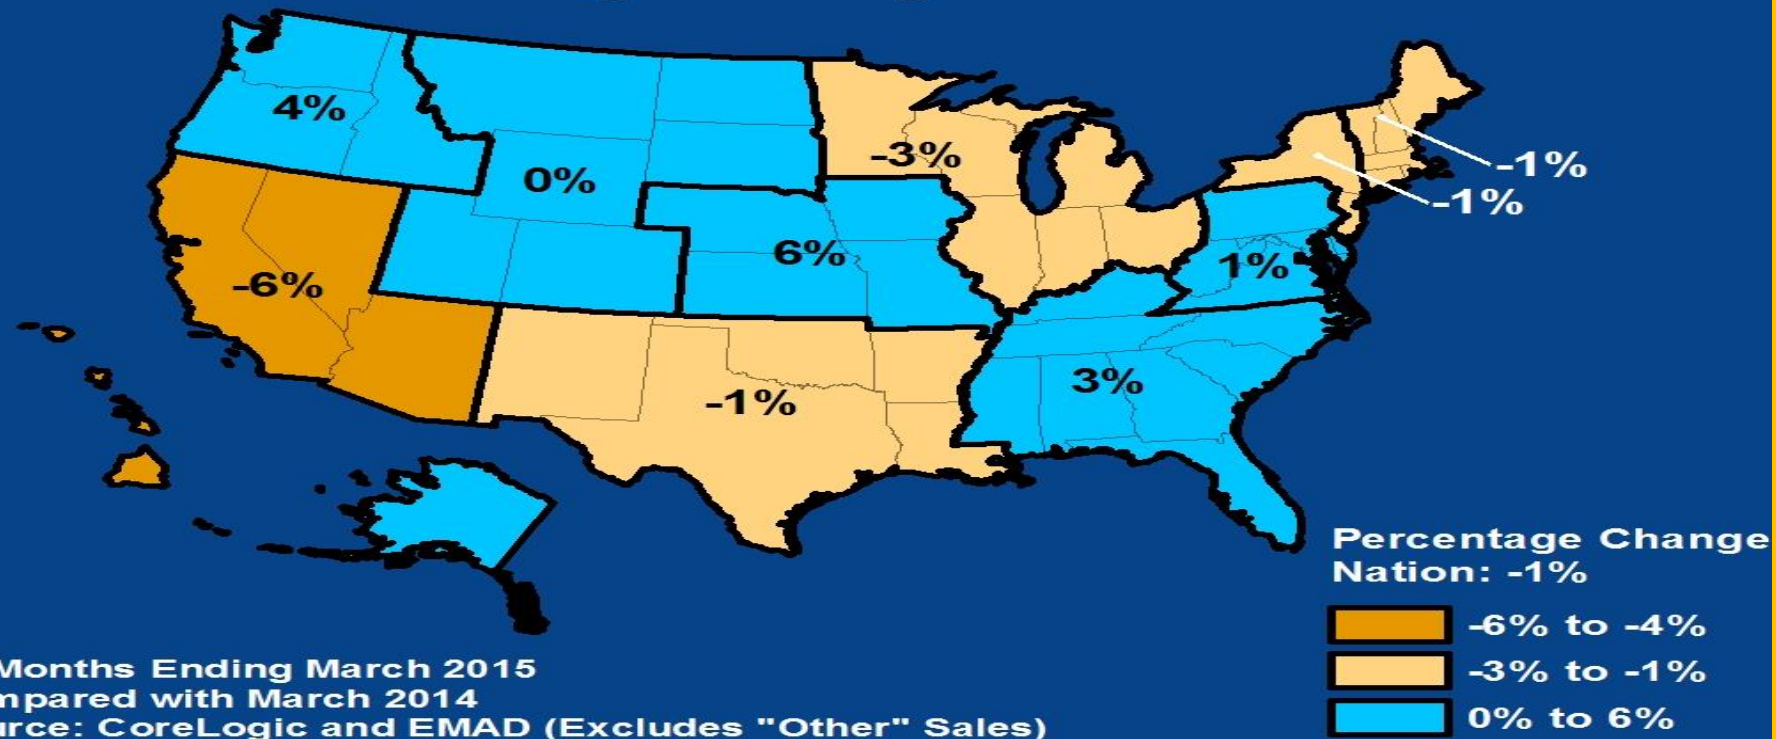 4%
0%
-3%
-1%
-1%
-6%
6%
1%
-1%
3%
Percentage Change
Nation: -1%
-6% to -4%
-3% to -1%
0% to 6%
Months Ending March 2015
mpared with March 2014
urce: CoreLogic and EMAD (Excludes "Other" Sales)